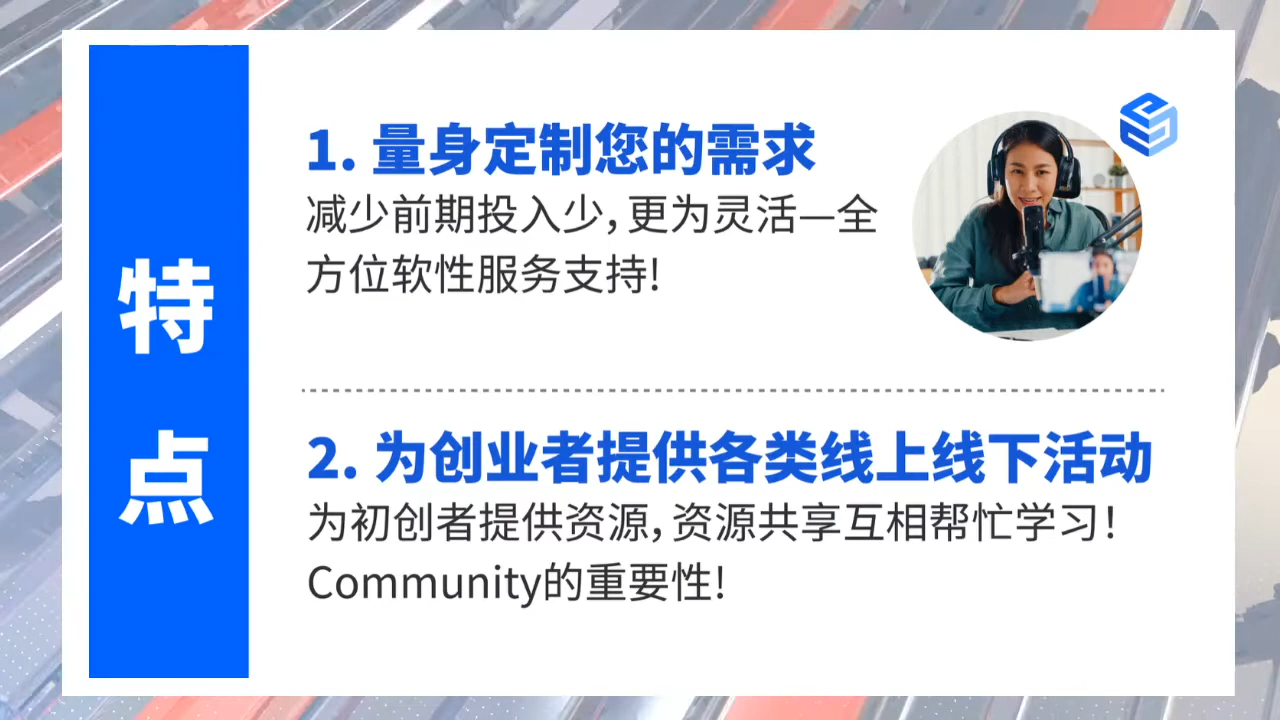 特点
1. 量身定制您的需求
减少前期投入少，更为灵活—全
方位软性服务支持!
2. 为创业者提供各类线上线下活动
为初创者提供资源，资源共享互相帮忙学习！
Community的重要性!